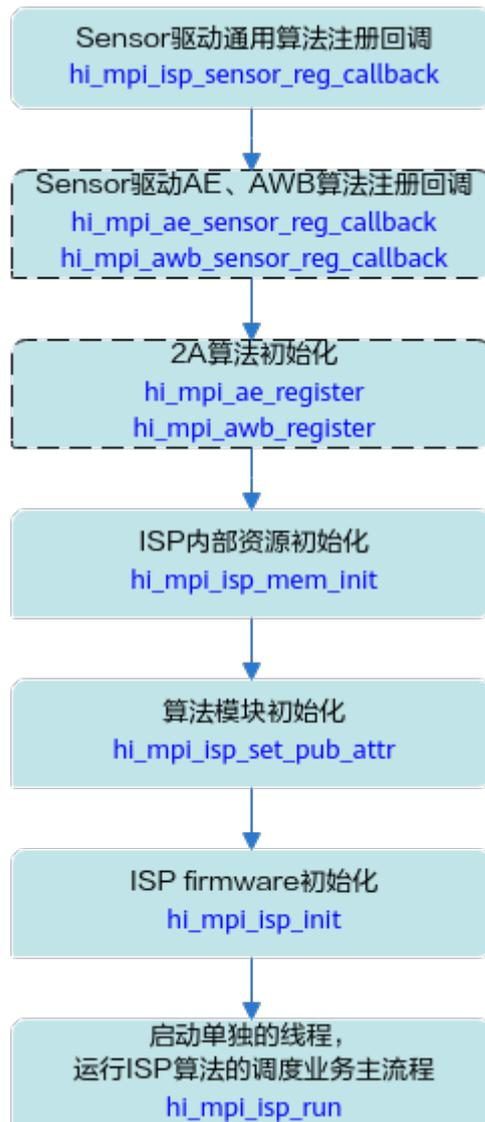 Sensor驱动通用算法注册回调
hi_mpi_isp_sensor_reg_callback
Sensor驱动AE、AWB算法注册回调
hi_mpi_ae_sensor_reg_callback
hi_mpi_awb_sensor_reg_callback
2A算法初始化
hi_mpi_ae_register
hi_mpi_awb_register
ISP内部资源初始化
hi_mpi_isp_mem_init
算法模块初始化
hi_mpi_isp_set_pub_attr
ISP firmware初始化
hi_mpi_isp_init
启动单独的线程，
运行ISP算法的调度业务主流程
hi_mpi_isp_run